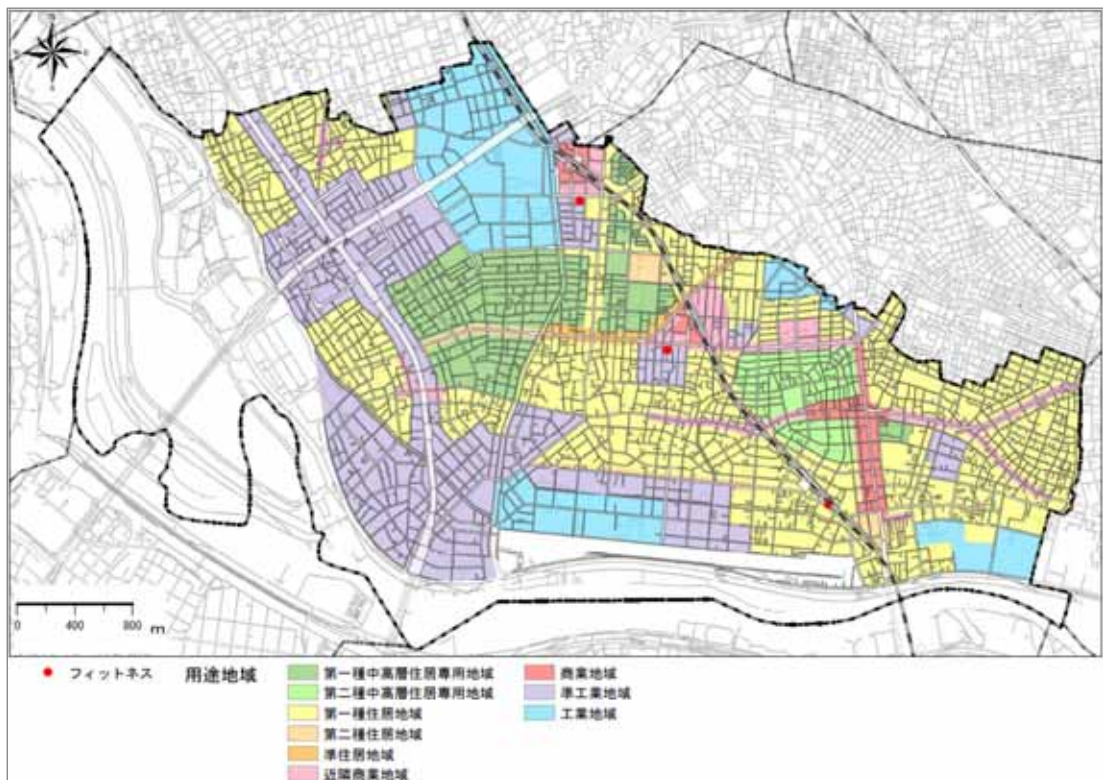 0 400 800 m
フィットネス
用途地域
第一種中高層住居専用地域
第二種中高層住居専用地域
第一種住居地域
第二種住居地域
準住居地域
近隣商業地域
商業地域
準工業地域
工業地域